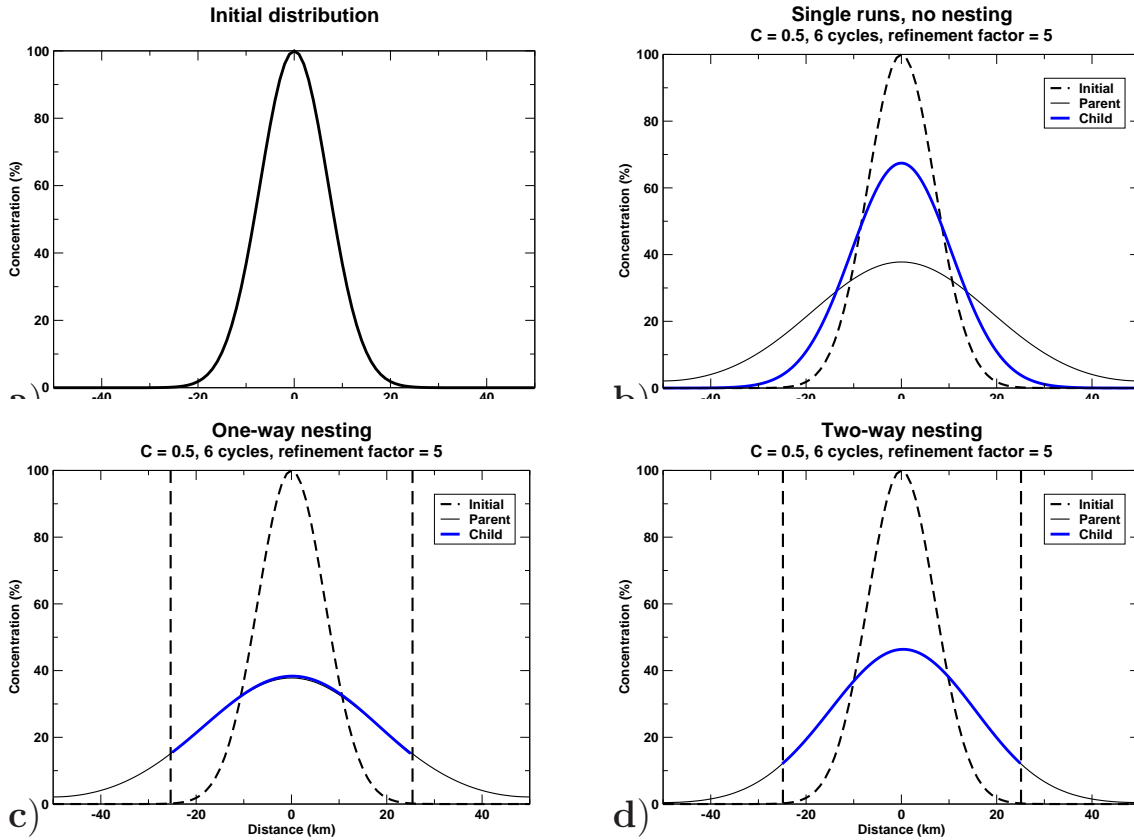 Initial distribution
100
80
60
40
20
0
Concentration (%)
-40 -20 0 20 40
a)
Single runs, no nesting
C = 0.5, 6 cycles, refinement factor = 5
100
80
60
40
20
0
Concentration (%)
Initial
Parent
Child
-40 -20 0 20 40
b)
One-way nesting
C = 0.5, 6 cycles, refinement factor = 5
100
80
60
40
20
0
Concentration (%)
Initial
Parent
Child
-40 -20 0 20 40
Distance (km)
c)
Two-way nesting
C = 0.5, 6 cycles, refinement factor = 5
100
80
60
40
20
0
Concentration (%)
Initial
Parent
Child
-40 -20 0 20 40
Distance (km)
d)